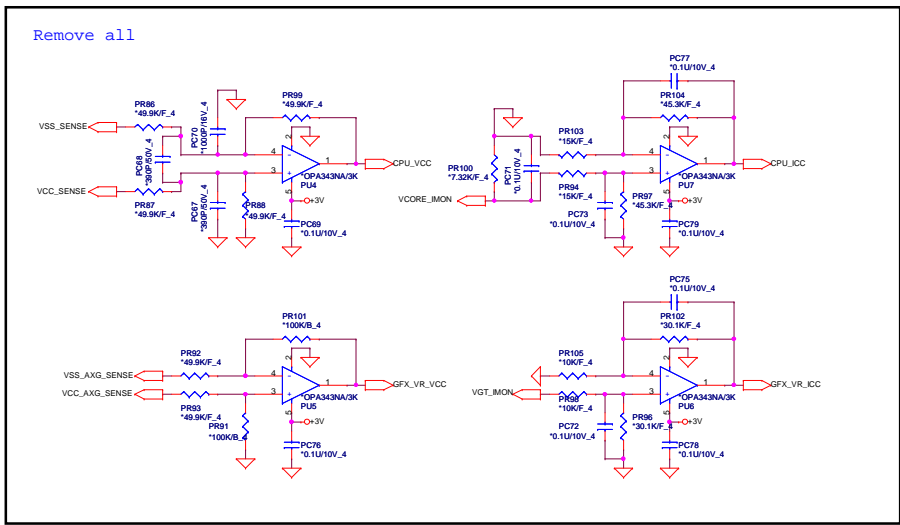 Remove all
PR86
*49.9K/F_4
VSS_SENSE
PC68
*390P/50V_4
VCC_SENSE
PR87
*49.9K/F_4
PC70
*1000P/16V_4
PC67
*390P/50V_4
PR88
*49.9K/F_4
PR99
*49.9K/F_4
2
4
-
3
+
1
CPU_VCC
*OPA343NA/3K
PU4
5
+3V
PC69
*0.1U/10V_4
PC77
*0.1U/10V_4
PR104
*45.3K/F_4
PR100
*7.32K/F_4
PC71
*0.1U/10V_4
VCORE_IMON
PR103
*15K/F_4
PR94
*15K/F_4
PC73
*0.1U/10V_4
PR97
*45.3K/F_4
2
4
-
3
+
1
CPU_ICC
*OPA343NA/3K
PU7
5
+3V
PC79
*0.1U/10V_4
PR101
*100K/B_4
PR92
*49.9K/F_4
VSS_AXG_SENSE
VCC_AXG_SENSE
PR93
*49.9K/F_4
PR91
*100K/B_4
2
4
-
3
+
1
GFX_VR_VCC
*OPA343NA/3K
PU5
5
+3V
PC76
*0.1U/10V_4
PC75
*0.1U/10V_4
PR102
*30.1K/F_4
PR105
*10K/F_4
VGT_IMON
*10K/F_4
PC72
*0.1U/10V_4
PR96
*30.1K/F_4
2
4
-
3
+
1
GFX_VR_ICC
*OPA343NA/3K
PU6
5
+3V
PC78
*0.1U/10V_4